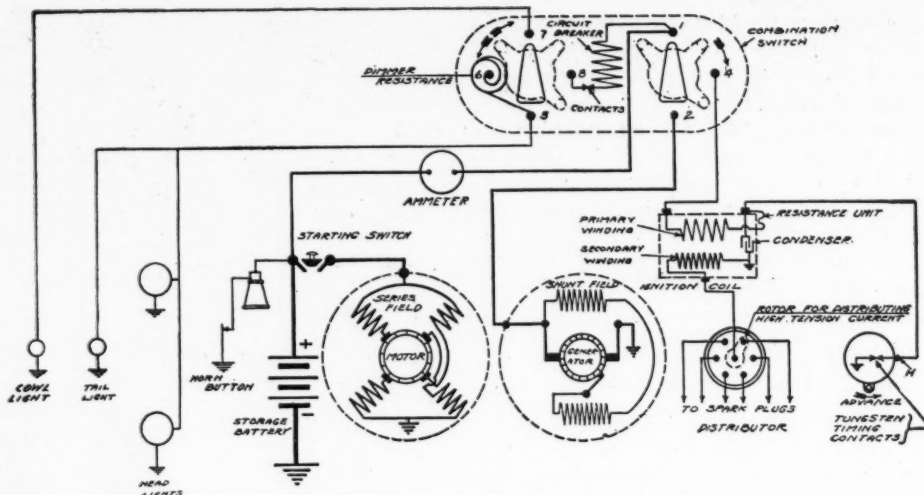 CIRCUIT
BREAKER
COMBINATION
SWITCH
7
1
6
8
4
DIMMER
RESISTANCE
CONTACTS
5
2
AMMETER
STARTING SWITCH
PRIMARY
WINDING
RESISTANCE UNIT
CONDENSER
SECONDARY
WINDING
IGNITION COIL
SERIES
FIELD
SHUNT FIELD
ROTOR FOR DISTRIBUTING
HIGH TENSION CURRENT
MOTOR
GENER-
ATOR
+
-
COWL
LIGHT
TAIL
LIGHT
HORN
BUTTON
STORAGE
BATTERY
TO SPARK PLUGS
DISTRIBUTOR
ADVANCE
TUNGSTEN
TIMING
CONTACTS
HEAD
LIGHTS